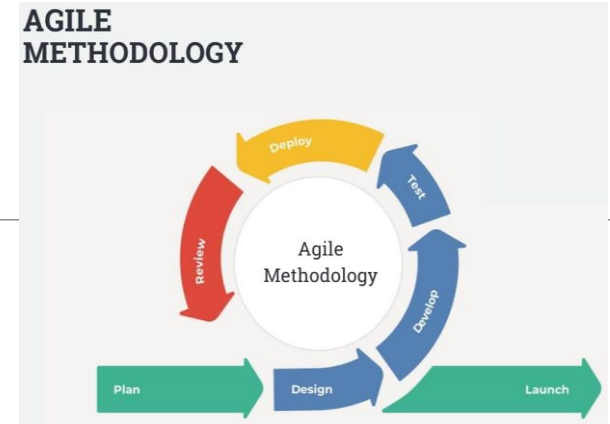 AGILE
METHODOLOGY
Deploy
Test
Review
Agile
Methodology
Develop
Plan
Design
Launch